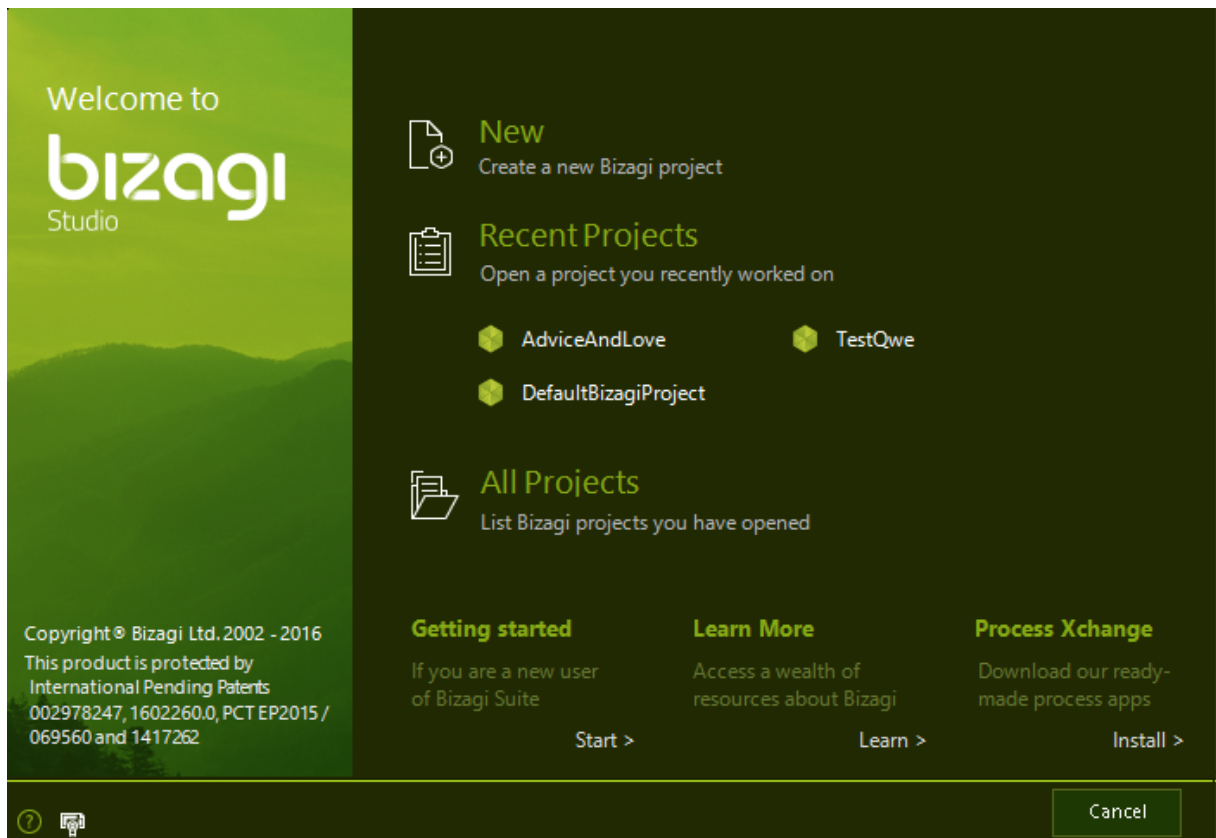 Welcome to
bizagi
Studio
New
Create a new Bizagi project
Recent Projects
Open a project you recently worked on
AdviceAndLove
TestQwe
DefaultBizagiProject
All Projects
List Bizagi projects you have opened
Getting started
If you are a new user
of Bizagi Suite
Start >
Learn More
Access a wealth of
resources about Bizagi
Learn >
Process Xchange
Download our ready-
made process apps
Install >
Copyright® Bizagi Ltd. 2002 - 2016
This product is protected by
International Pending Patents
002978247, 1602260.0, PCT EP2015 /
069560 and 1417262
?
Cancel